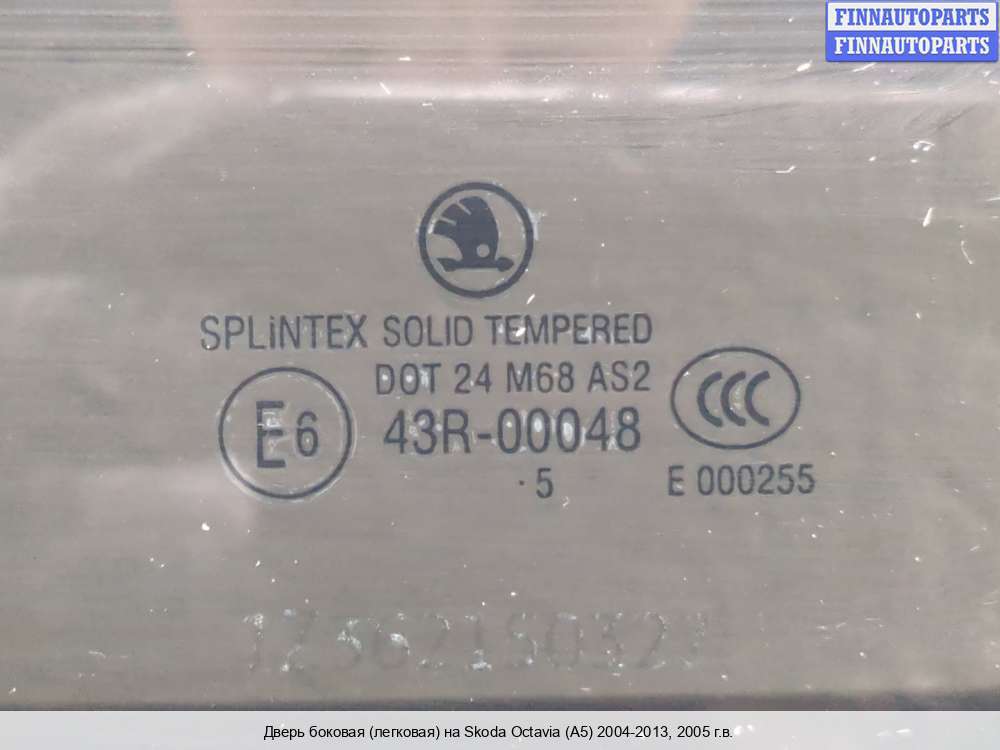 FINNAUTOPARTS
FINNAUTOPARTS
SPLiNTEX SOLID TEMPERED
DOT 24 M68 AS2
E6
43R-00048
CCC
· 5
E 000255
Дверь боковая (легковая) на Skoda Octavia (A5) 2004-2013, 2005 г.в.